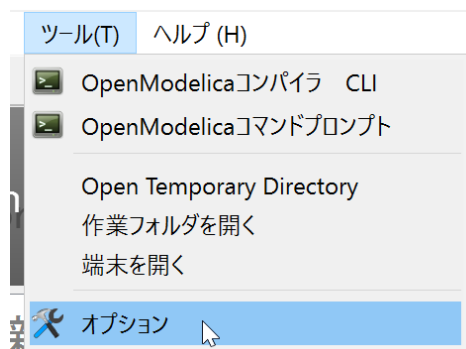 ツール(T) ヘルプ (H)
OpenModelicaコンパイラ CLI
OpenModelicaコマンドプロンプト
Open Temporary Directory
作業フォルダを開く
端末を開く
オプション